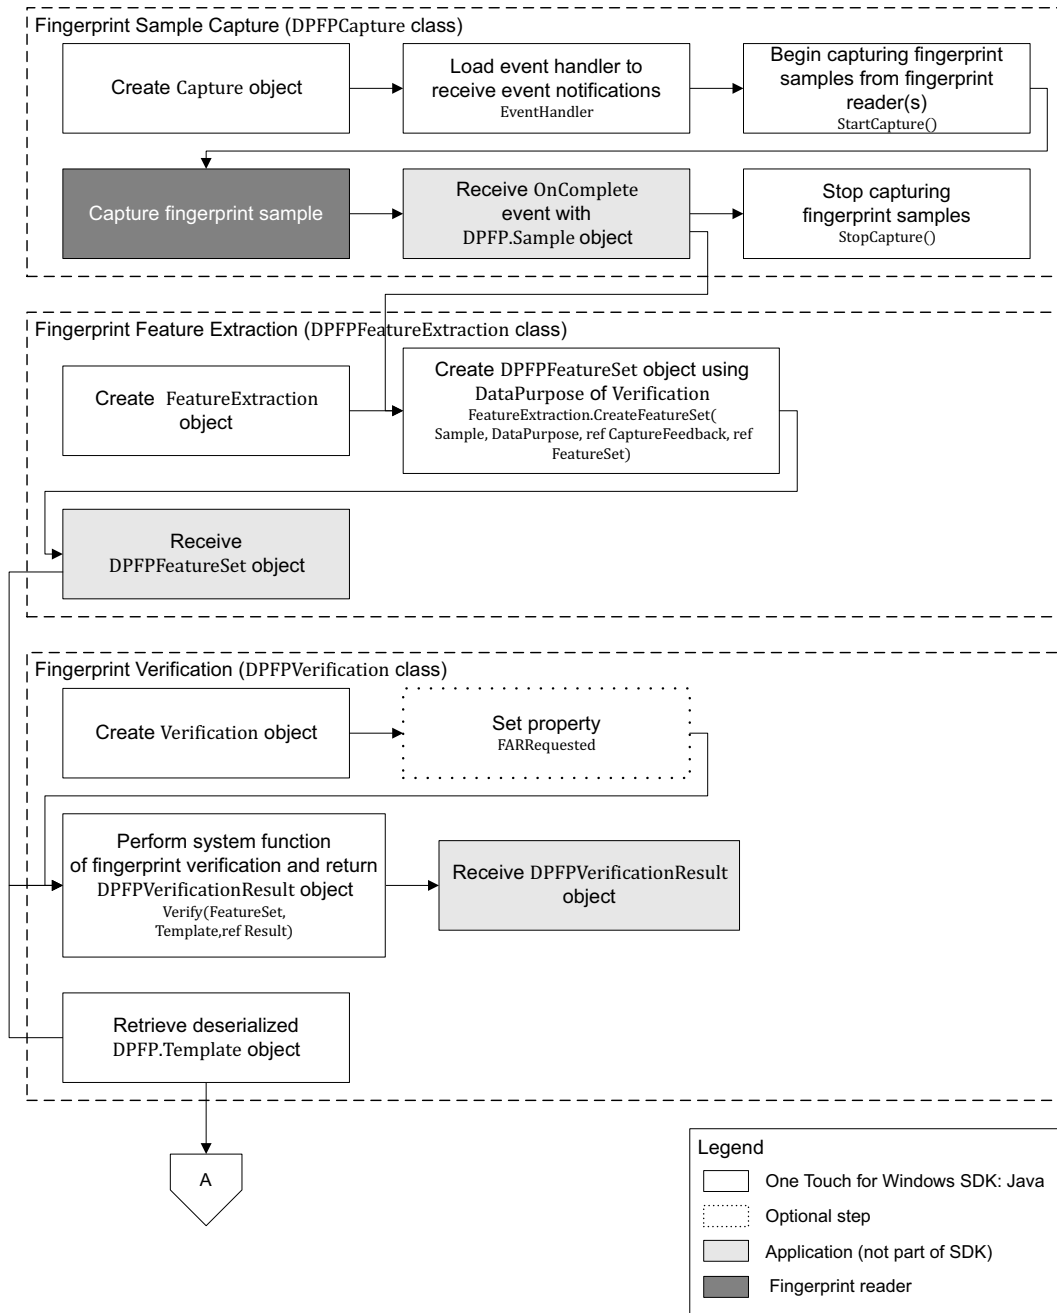 Fingerprint Sample Capture (DPFPCapture class)
Create Capture object
Load event handler to
receive event notifications
EventHandler
Begin capturing fingerprint
samples from fingerprint
reader(s)
StartCapture()
Capture fingerprint sample
Receive OnComplete
event with
DPFP.Sample object
Stop capturing
fingerprint samples
StopCapture()
Fingerprint Feature Extraction (DPFPFeatureExtraction class)
Create FeatureExtraction
object
Create DPFPFeatureSet object using
DataPurpose of Verification
FeatureExtraction.CreateFeatureSet(
Sample, DataPurpose, ref CaptureFeedback, ref
FeatureSet)
Receive
DPFPFeatureSet object
Fingerprint Verification (DPFPVerification class)
Create Verification object
Set property
FARRequested
Perform system function
of fingerprint verification and return
DPFPVerificationResult object
Verify(FeatureSet,
Template,ref Result)
Receive DPFPVerificationResult
object
Retrieve deserialized
DPFP.Template object
A
Legend
One Touch for Windows SDK: Java
Optional step
Application (not part of SDK)
Fingerprint reader